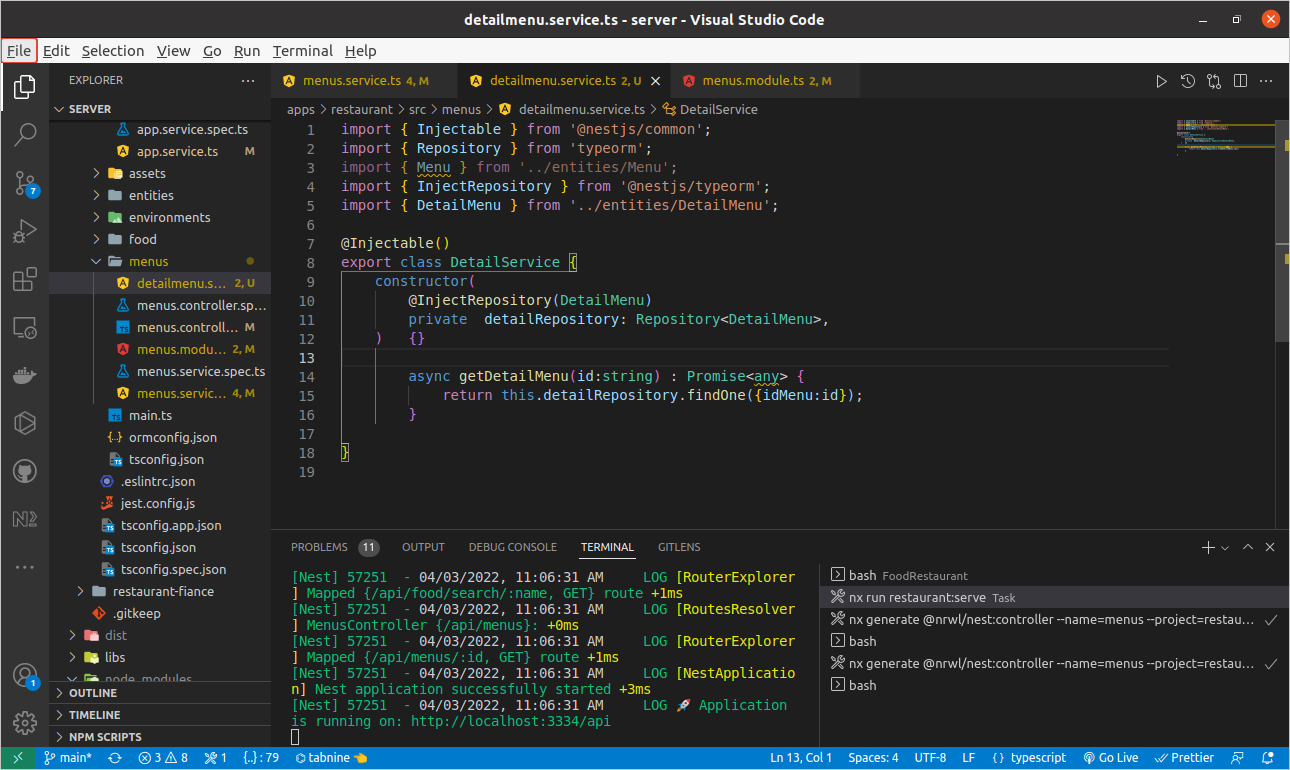 detailmenu.service.ts - server - Visual Studio Code
File Edit Selection View Go Run Terminal Help
EXPLORER
SERVER
app.service.spec.ts
app.service.ts M
assets
entities
environments
food
menus
detailmenu.s... 2, U
menus.controller.sp...
menus.controll... M
menus.modu... 2, M
menus.service.spec.ts
menus.servic... 4, M
main.ts
ormconfig.json
tsconfig.json
.eslintrc.json
jest.config.js
tsconfig.app.json
tsconfig.json
tsconfig.spec.json
restaurant-fiance
.gitkeep
dist
libs
node_modules
OUTLINE
TIMELINE
NPM SCRIPTS
7
1
menus.service.ts 4, M
detailmenu.service.ts 2, U
menus.module.ts 2, M
apps > restaurant > src > menus > detailmenu.service.ts > DetailService
1 import { Injectable } from '@nestjs/common';
2 import { Repository } from 'typeorm';
3 import { Menu } from '../entities/Menu';
4 import { InjectRepository } from '@nestjs/typeorm';
5 import { DetailMenu } from '../entities/DetailMenu';
6
7 @Injectable()
8 export class DetailService {
9 constructor(
10 @InjectRepository(DetailMenu)
11 private  detailRepository: Repository<DetailMenu>,
12 )   {}
13
14 async getDetailMenu(id:string) : Promise<any> {
15 return this.detailRepository.findOne({idMenu:id});
16 }
17
18 }
19
PROBLEMS 11 OUTPUT DEBUG CONSOLE TERMINAL GITLENS
[Nest] 57251  - 04/03/2022, 11:06:31 AM     LOG [RouterExplorer
] Mapped {/api/food/search/:name, GET} route +1ms
[Nest] 57251  - 04/03/2022, 11:06:31 AM     LOG [RoutesResolver
] MenusController {/api/menus}: +0ms
[Nest] 57251  - 04/03/2022, 11:06:31 AM     LOG [RouterExplorer
] Mapped {/api/menus/:id, GET} route +1ms
[Nest] 57251  - 04/03/2022, 11:06:31 AM     LOG [NestApplicatio
n] Nest application successfully started +3ms
[Nest] 57251  - 04/03/2022, 11:06:31 AM     LOG 🚀 Application
is running on: http://localhost:3334/api
bash FoodRestaurant
nx run restaurant:serve Task
nx generate @nrwl/nest:controller --name=menus --project=restau...
bash
nx generate @nrwl/nest:controller --name=menus --project=restau...
bash
main* 3 8 1 {..} : 79 tabnine 👈 Ln 13, Col 1 Spaces: 4 UTF-8 LF { } typescript Go Live Prettier